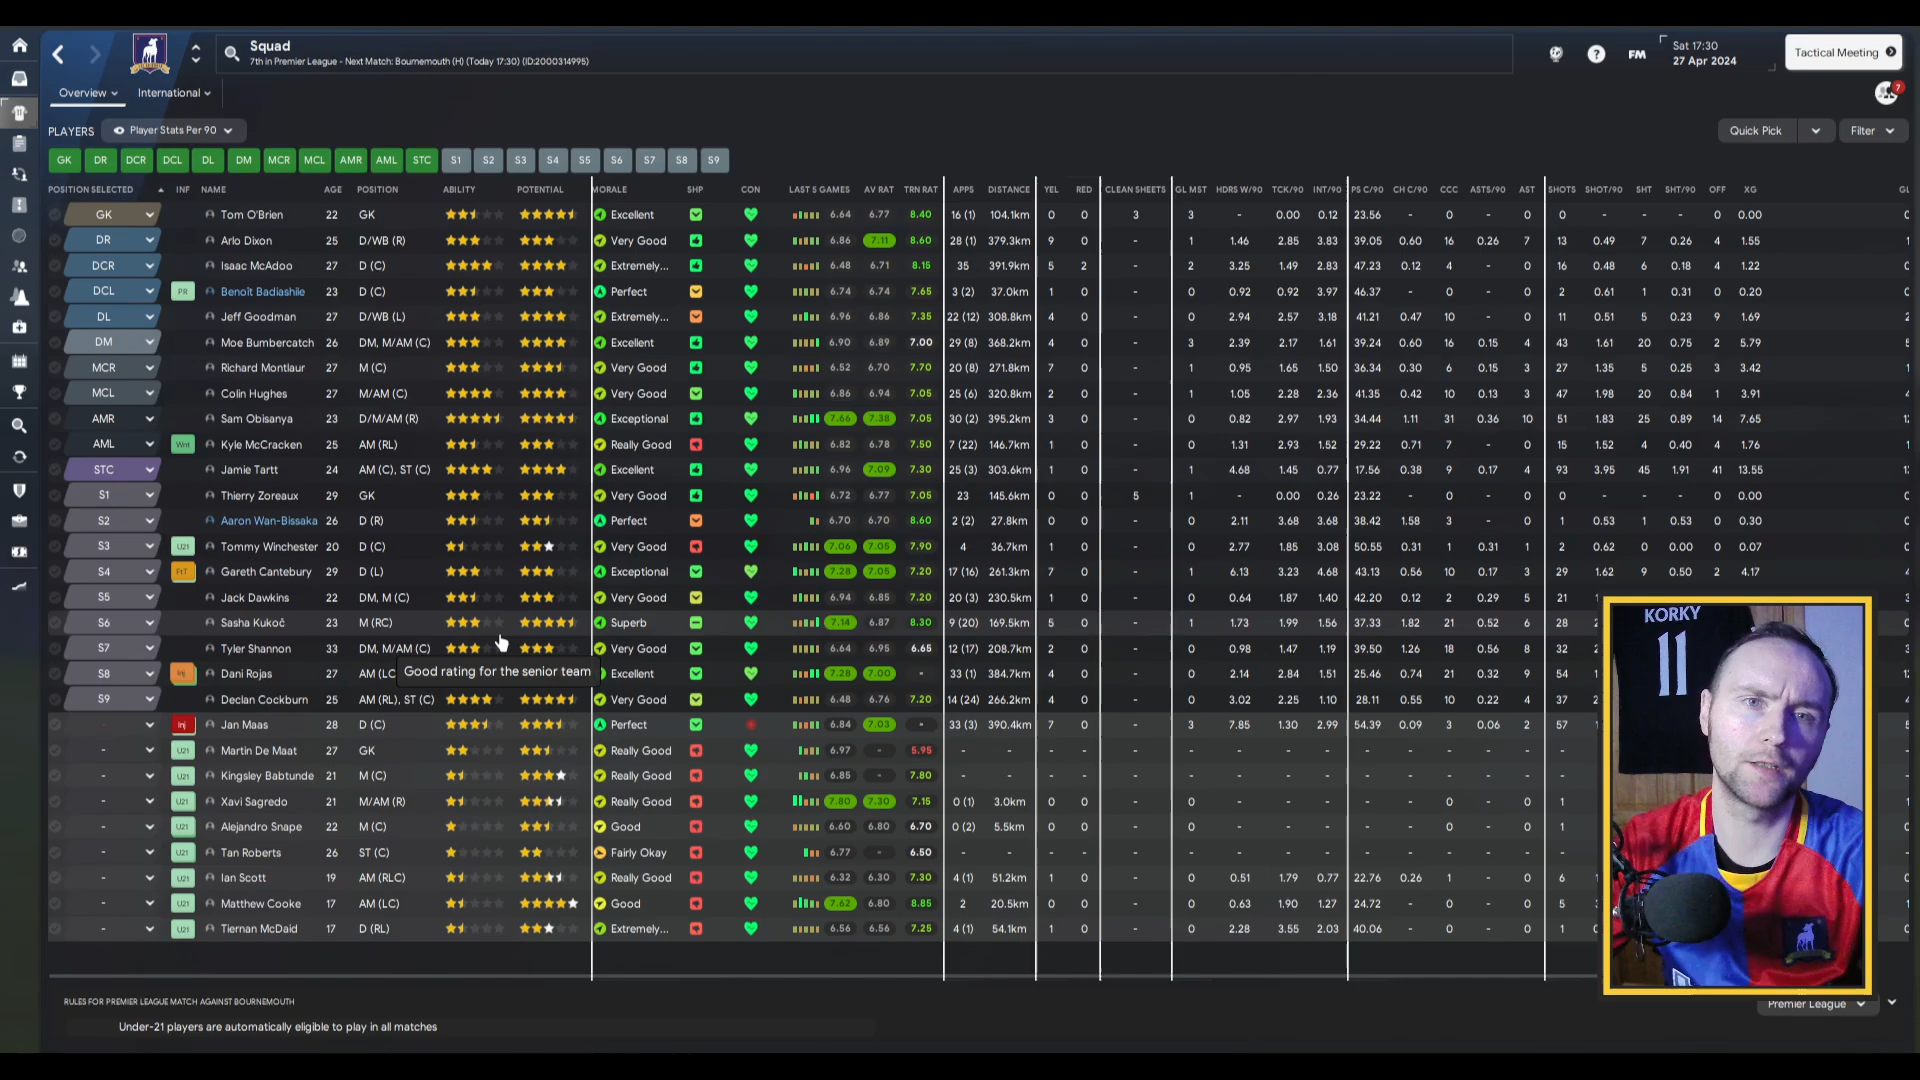 Squad
7th in Premier League - Next Match: Bournemouth (H) (Today 17:30) (ID:2000314995)
FM
Sat 17:30
27 Apr 2024
Tactical Meeting
Overview International
7
PLAYERS Player Stats Per 90 Quick Pick Filter
GK DR DCR DCL DL DM MCR MCL AMR AML STC S1 S2 S3 S4 S5 S6 S7 S8 S9
POSITION SELECTED INF NAME AGE POSITION ABILITY POTENTIAL MORALE SHP CON LAST 5 GAMES AV RAT TRN RAT APPS DISTANCE YEL RED CLEAN SHEETS GL MST HDRS W/90 TCK/90 INT/90 PS C/90 CH C/90 CCC ASTS/90 AST SHOTS SHOT/90 SHT SHT/90 OFF XG GL
GK Tom O'Brien 22 GK Excellent 6.64 6.77 8.40 16 (1) 104.1km 0 0 3 3 - 0.00 0.12 23.56 - 0 - 0 0 - - - 0 0.00
DR Arlo Dixon 25 D/WB (R) Very Good 6.86 7.11 8.60 28 (1) 379.3km 9 0 - 1 1.46 2.85 3.83 39.05 0.60 16 0.26 7 13 0.49 7 0.26 4 1.55
DCR Isaac McAdoo 27 D (C) Extremely... 6.48 6.71 8.15 35 391.9km 5 2 - 2 3.25 1.49 2.83 47.23 0.12 4 - 0 16 0.48 6 0.18 4 1.22
DCL PR Benoît Badiashile 23 D (C) Perfect 6.74 6.74 7.65 3 (2) 37.0km 1 0 - 0 0.92 0.92 3.97 46.37 - 0 - 0 2 0.61 1 0.31 0 0.20
DL Jeff Goodman 27 D/WB (L) Extremely... 6.96 6.86 7.35 22 (12) 308.8km 4 0 - 0 2.94 2.57 3.18 41.21 0.47 10 - 0 11 0.51 5 0.23 9 1.69
DM Moe Bumbercatch 26 DM, M/AM (C) Excellent 6.90 6.89 7.00 29 (8) 368.2km 4 0 - 3 2.39 2.17 1.61 39.24 0.60 16 0.15 4 43 1.61 20 0.75 2 5.79
MCR Richard Montlaur 27 M (C) Very Good 6.52 6.70 7.70 20 (8) 271.8km 7 0 - 1 0.95 1.65 1.50 36.34 0.30 6 0.15 3 27 1.35 5 0.25 3 3.42
MCL Colin Hughes 27 M/AM (C) Very Good 6.86 6.94 7.05 25 (6) 320.8km 2 0 - 0 1.05 2.28 2.36 41.35 0.42 10 0.13 3 47 1.98 20 0.84 1 3.91
AMR Sam Obisanya 23 D/M/AM (R) Exceptional 7.66 7.38 7.05 30 (2) 395.2km 3 0 - 0 0.82 2.97 1.93 34.44 1.11 31 0.36 10 51 1.83 25 0.89 14 7.65
AML Wnt Kyle McCracken 25 AM (RL) Really Good 6.82 6.78 7.50 7 (22) 146.7km 1 0 - 0 1.31 2.93 1.52 29.22 0.71 7 - 0 15 1.52 4 0.40 4 1.76
STC Jamie Tartt 24 AM (C), ST (C) Excellent 6.96 7.09 7.30 25 (3) 303.6km 1 0 - 0 4.68 1.45 0.77 17.56 0.38 9 0.17 4 93 3.95 45 1.91 41 13.55
S1 Thierry Zoreaux 29 GK Very Good 6.72 6.77 7.05 23 145.6km 0 0 5 1 - 0.00 0.26 23.22 - 0 - 0 0 - - - 0 0.00
S2 Aaron Wan-Bissaka 26 D (R) Perfect 6.70 6.70 8.60 2 (2) 27.8km 0 0 - 0 2.11 3.68 3.68 38.42 1.58 3 - 0 1 0.53 1 0.53 0 0.30
S3 U21 Tommy Winchester 20 D (C) Very Good 7.06 7.05 7.90 4 36.7km 1 0 - 0 2.77 1.85 3.08 50.55 0.31 1 0.31 1 2 0.62 0 0.00 0 0.07
S4 FtT Gareth Cantebury 29 D (L) Exceptional 7.28 7.05 7.20 17 (16) 261.3km 7 0 - 1 6.13 3.23 4.68 43.13 0.56 10 0.17 3 29 1.62 9 0.50 2 4.17
S5 Jack Dawkins 22 DM, M (C) Very Good 6.94 6.85 7.20 20 (3) 230.5km 1 0 - 0 0.64 1.87 1.40 42.20 0.12 2 0.29 5 21
S6 Sasha Kukoč 23 M (RC) Superb 7.14 6.87 8.30 9 (20) 169.5km 5 0 - 1 1.73 1.99 1.56 37.33 1.82 21 0.52 6 28
S7 Tyler Shannon 33 DM, M/AM (C) Very Good 6.64 6.95 6.65 12 (17) 208.7km 2 0 - 0 0.98 1.47 1.19 39.50 1.26 18 0.56 8 32
S8 Inj Dani Rojas 27 AM (LC Excellent 7.28 7.00 - 33 (1) 384.7km 4 0 - 0 2.14 2.84 1.51 25.46 0.74 21 0.32 9 54
Good rating for the senior team
S9 Declan Cockburn 25 AM (RL), ST (C) Very Good 6.48 6.76 7.20 14 (24) 266.2km 4 0 - 0 3.02 2.25 1.10 28.11 0.55 10 0.22 4 37
- Inj Jan Maas 28 D (C) Perfect 6.84 7.03 - 33 (3) 390.4km 7 0 - 3 7.85 1.30 2.99 54.39 0.09 3 0.06 2 57
- U21 Martin De Maat 27 GK Really Good 6.97 - 5.95 - - - - - - - - - - - - - - -
- U21 Kingsley Babtunde 21 M (C) Really Good 6.85 - 7.80 - - - - - - - - - - - - - - -
- U21 Xavi Sagredo 21 M/AM (R) Really Good 7.80 7.30 7.15 0 (1) 3.0km 0 0 - 0 - - - - - 0 - 0 1
- U21 Alejandro Snape 22 M (C) Good 6.60 6.80 6.70 0 (2) 5.5km 0 0 - 0 - - - - - 0 - 0 1
- U21 Tan Roberts 26 ST (C) Fairly Okay 6.77 - 6.50 - - - - - - - - - - - - - - -
- U21 Ian Scott 19 AM (RLC) Really Good 6.32 6.30 7.30 4 (1) 51.2km 1 0 - 0 0.51 1.79 0.77 22.76 0.26 1 - 0 6
- U21 Matthew Cooke 17 AM (LC) Good 7.62 6.80 8.85 2 20.5km 0 0 - 0 0.63 1.90 1.27 24.72 - 0 - 0 5
- U21 Tiernan McDaid 17 D (RL) Extremely... 6.56 6.56 7.25 4 (1) 54.1km 1 0 - 0 2.28 3.55 2.03 40.06 - 0 - 0 1
KORKY
11
RULES FOR PREMIER LEAGUE MATCH AGAINST BOURNEMOUTH
Premier League
Under-21 players are automatically eligible to play in all matches